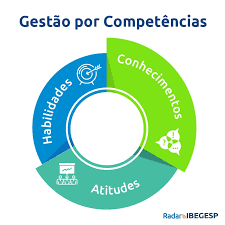 Gestão por Competências
Habilidades
Conhecimentos
Atitudes
Radar IBEGESP